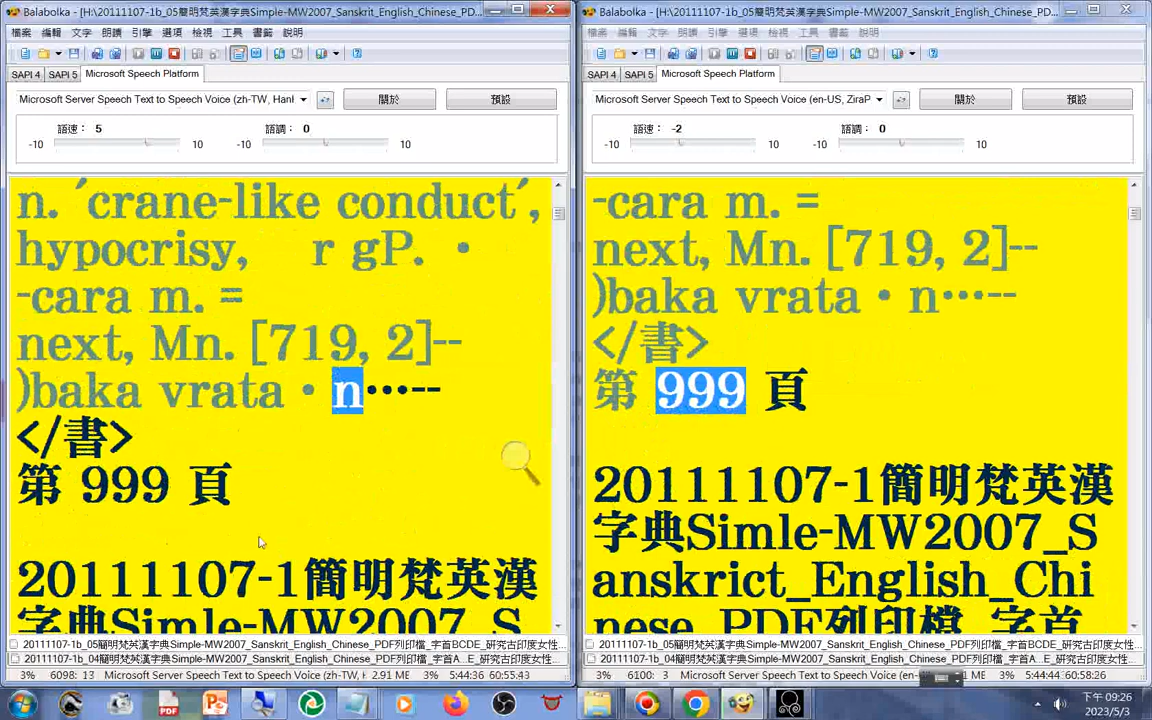 Balabolka - [H:\20111107-1b_05簡明梵英漢字典Simple-MW2007_Sanskrit_English_Chinese_PD...
檔案 編輯 文字 朗讀 引擎 選項 檢視 工具 書籤 說明
SAPI 4 SAPI 5 Microsoft Speech Platform
Microsoft Server Speech Text to Speech Voice (zh-TW, HanI
關於
預設
語速： 5
語調： 0
-10 10 -10 10
n. ′crane-like conduct′,
hypocrisy, r gP. •
-cara m. =
next, Mn. [719, 2]--
)baka vrata • n…--
</書>
第 999 頁
20111107-1簡明梵英漢
字典Simle-MW2007_S
20111107-1b_05簡明梵英漢字典Simple-MW2007_Sanskrit_English_Chinese_PDF列印檔_字首BCDE_研究古印度女性...
20111107-1b_04簡明梵英漢字典Simple-MW2007_Sanskrit_English_Chinese_PDF列印檔_字首A...E_研究古印度女性...
3% 6098: 13 Microsoft Server Speech Text to Speech Voice (zh-TW, H 2.91 ME 3% 5:44:36 60:55:43
Balabolka - [H:\20111107-1b_05簡明梵英漢字典Simple-MW2007_Sanskrit_English_Chinese_PD...
檔案 編輯 文字 朗讀 引擎 選項 檢視 工具 書籤 說明
SAPI 4 SAPI 5 Microsoft Speech Platform
Microsoft Server Speech Text to Speech Voice (en-US, ZiraP
關於
預設
語速： -2
語調： 0
-10 10 -10 10
-cara m. =
next, Mn. [719, 2]--
)baka vrata • n…--
</書>
第 999 頁
20111107-1簡明梵英漢
字典Simle-MW2007_S
anskrict_English_Chi
nese_PDF列印檔_字首
20111107-1b_05簡明梵英漢字典Simple-MW2007_Sanskrit_English_Chinese_PDF列印檔_字首BCDE_研究古印度女性...
20111107-1b_04簡明梵英漢字典Simple-MW2007_Sanskrit_English_Chinese_PDF列印檔_字首A...E_研究古印度女性...
3% 6100: 3 Microsoft Server Speech Text to Speech Voice ( ME 3% 5:44:44 60:58:26
PDF
下午 09:26
2023/5/3